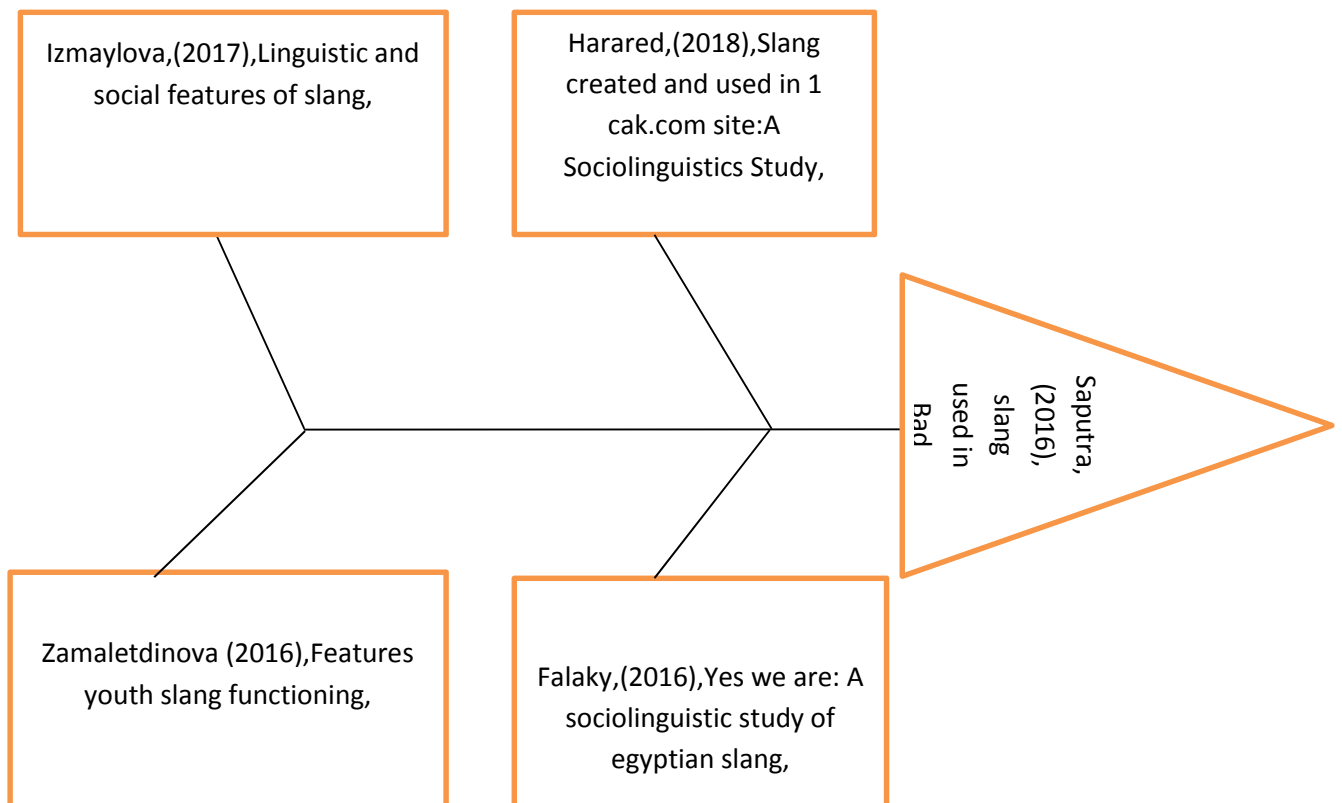 Izmaylova,(2017),Linguistic and
social features of slang,
Harared,(2018),Slang
created and used in 1
cak.com site:A
Sociolinguistics Study,
Saputra,
(2016),
slang
used in
Bad
Zamaletdinova (2016),Features
youth slang functioning,
Falaky,(2016),Yes we are: A
sociolinguistic study of
egyptian slang,